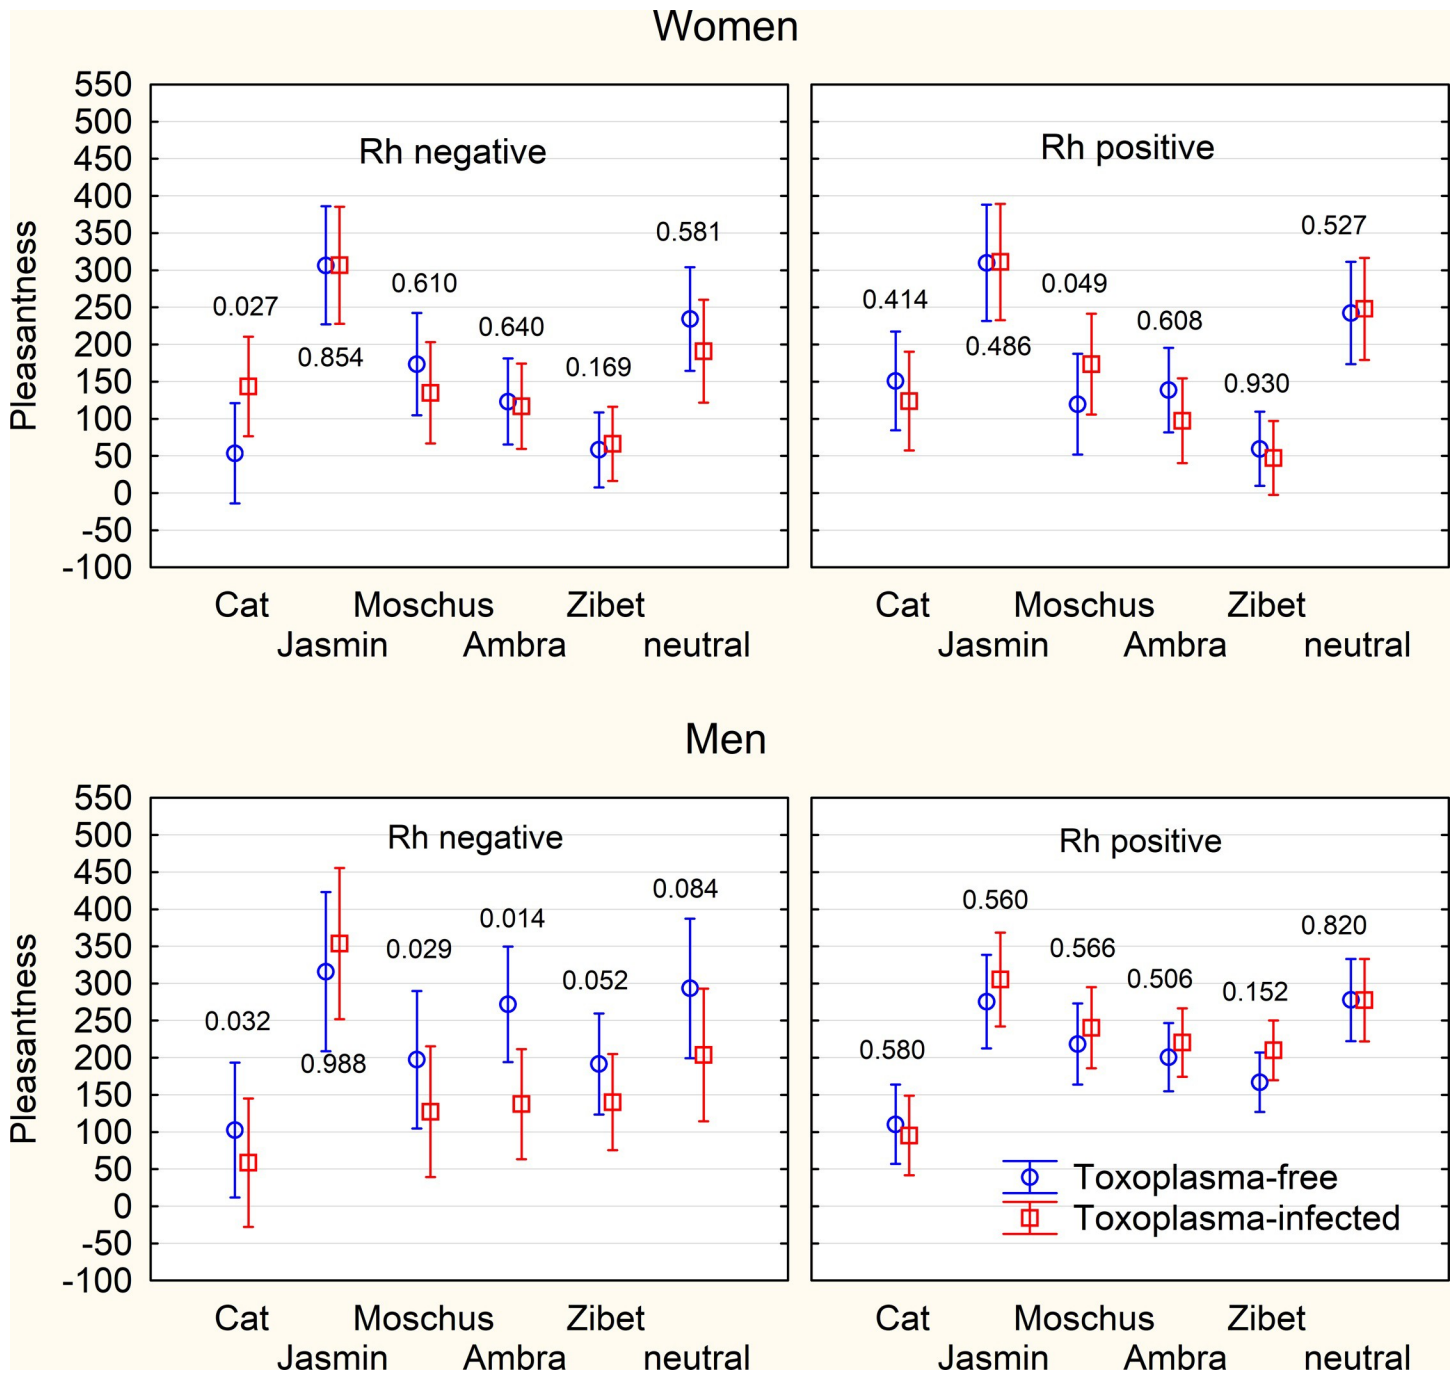 Women
550
500
450
400
350
300
250
200
150
100
50
0
-50
-100
Pleasantness
Rh negative
0.027
0.854
0.610
0.640
0.169
0.581
Rh positive
0.414
0.486
0.049
0.608
0.930
0.527
Cat Moschus Zibet
Jasmin Ambra neutral
Cat Moschus Zibet
Jasmin Ambra neutral
Men
550
500
450
400
350
300
250
200
150
100
50
0
-50
-100
Pleasantness
Rh negative
0.032
0.988
0.029
0.014
0.052
0.084
Rh positive
0.580
0.560
0.566
0.506
0.152
0.820
Toxoplasma-free
Toxoplasma-infected
Cat Moschus Zibet
Jasmin Ambra neutral
Cat Moschus Zibet
Jasmin Ambra neutral